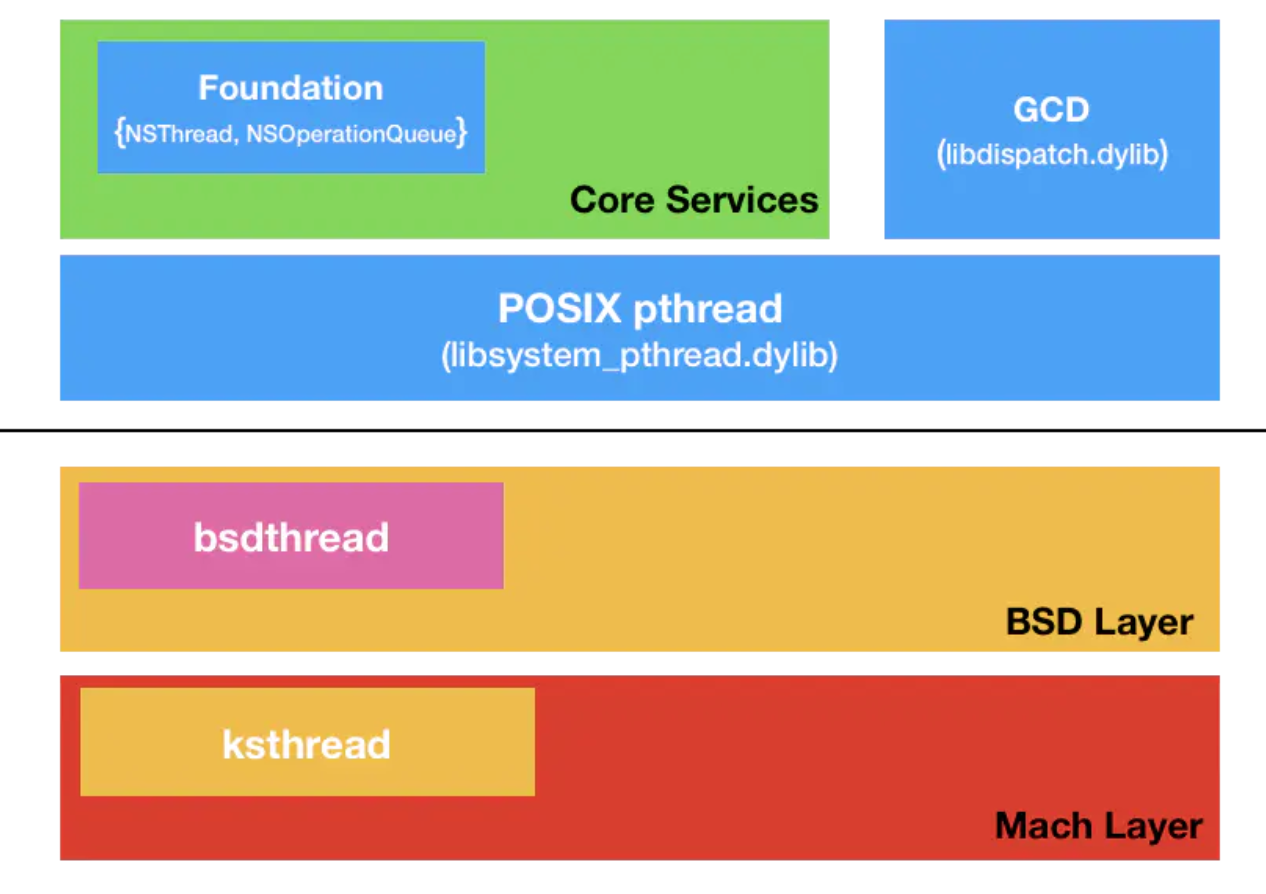 Foundation
{NSThread, NSOperationQueue}
Core Services
GCD
(libdispatch.dylib)
POSIX pthread
(libsystem_pthread.dylib)
bsdthread
BSD Layer
ksthread
Mach Layer